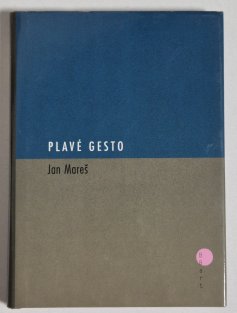 PLAVÉ GESTO
Jan Mareš